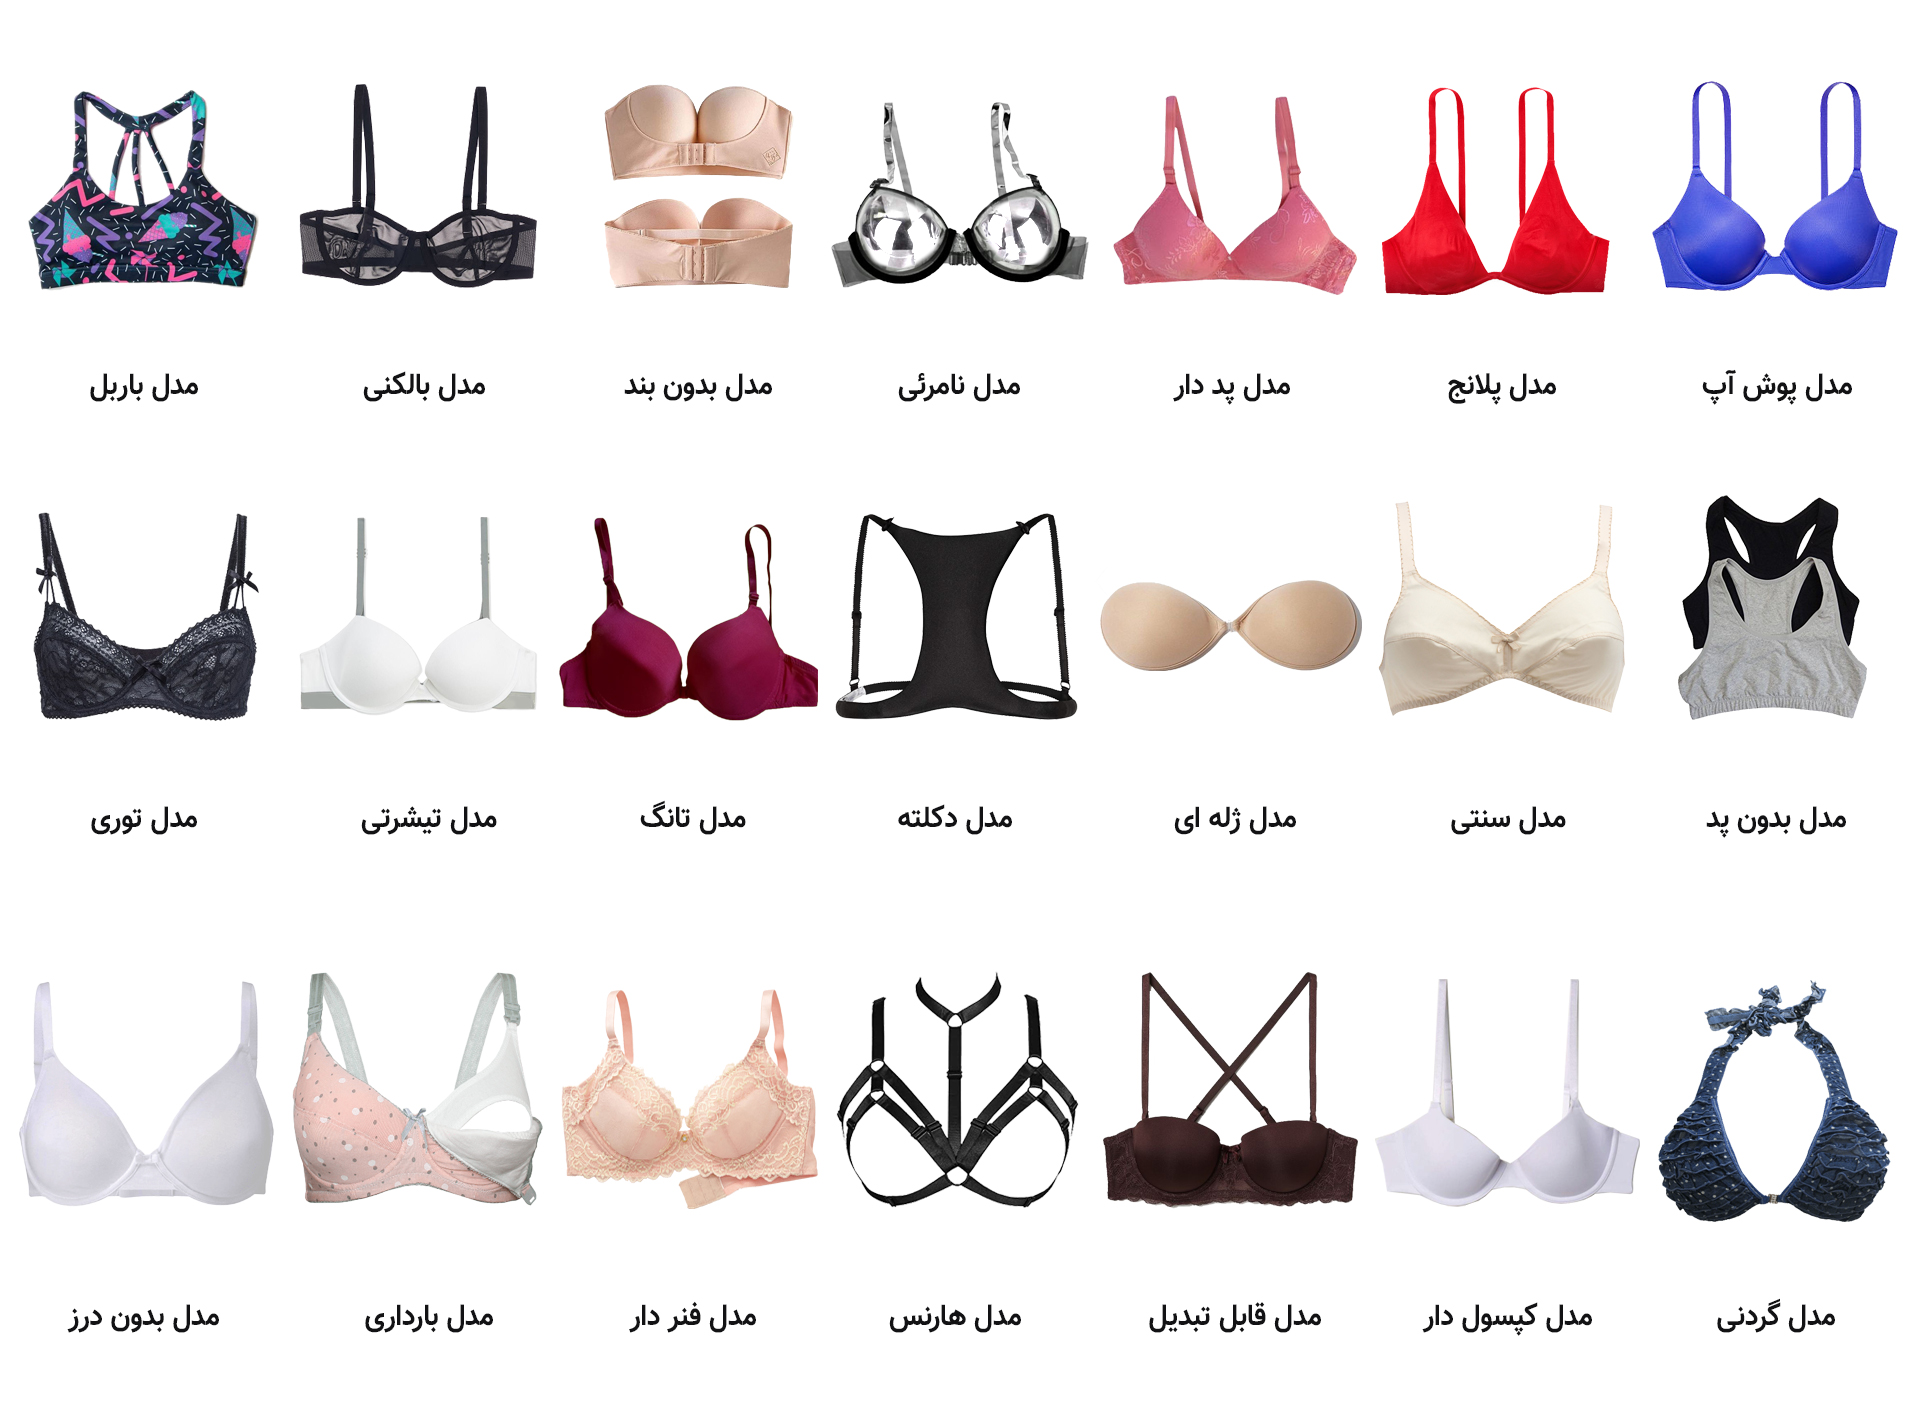 مدل پوش آپ
مدل پلانج
مدل پد دار
مدل نامرئی
مدل بدون بند
مدل بالکنی
مدل باربل
مدل بدون پد
مدل سنتی
مدل ژله ای
مدل دکلته
مدل تانگ
مدل تیشرتی
مدل توری
مدل گردنی
مدل کپسول دار
مدل قابل تبدیل
مدل هارنس
مدل فنر دار
مدل بارداری
مدل بدون درز